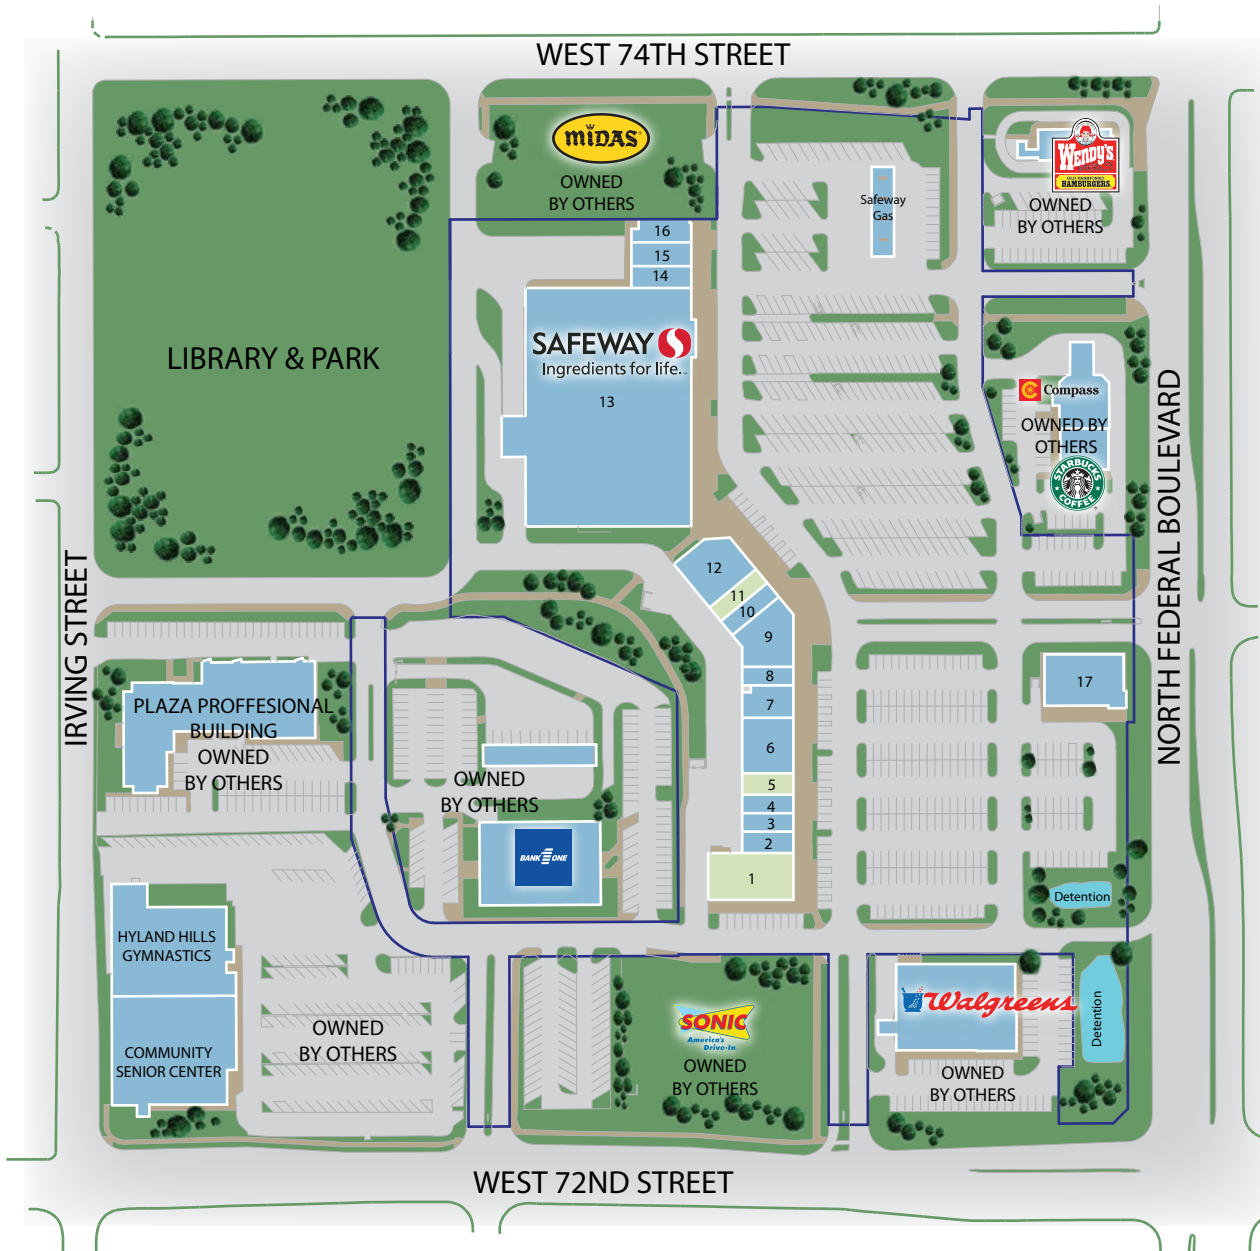 WEST 74TH STREET
MIDAS
OWNED
BY OTHERS
Safeway
Gas
WENDY'S
OLD FASHIONED
HAMBURGERS
OWNED
BY OTHERS
16
15
14
LIBRARY & PARK
SAFEWAY
Ingredients for life.
13
Compass
OWNED BY
OTHERS
STARBUCKS
COFFEE
NORTH FEDERAL BOULEVARD
IRVING STREET
12
11
10
9
8
7
6
5
4
3
2
1
17
PLAZA PROFFESIONAL
BUILDING
OWNED
BY OTHERS
OWNED
BY OTHERS
BANK ONE
Detention
HYLAND HILLS
GYMNASTICS
COMMUNITY
SENIOR CENTER
OWNED
BY OTHERS
SONIC
America's
Drive-In
OWNED
BY OTHERS
Walgreens
OWNED
BY OTHERS
Detention
WEST 72ND STREET